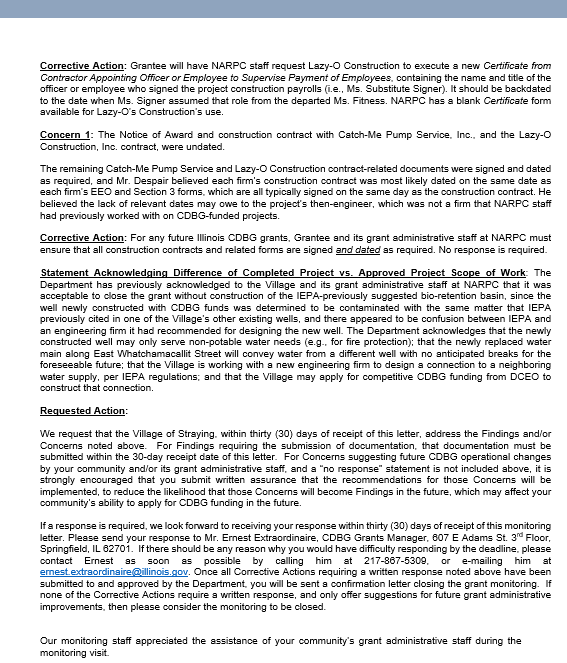 Corrective Action: Grantee will have NARPC staff request Lazy-O Construction to execute a new Certificate from
Contractor Appointing Officer or Employee to Supervise Payment of Employees, containing the name and title of the
officer or employee who signed the project construction payrolls (i.e., Ms. Substitute Signer). It should be backdated
to the date when Ms. Signer assumed that role from the departed Ms. Fitness. NARPC has a blank Certificate form
available for Lazy-O's Construction's use.
Concern 1: The Notice of Award and construction contract with Catch-Me Pump Service, Inc., and the Lazy-O
Construction, Inc. contract, were undated.
The remaining Catch-Me Pump Service and Lazy-O Construction contract-related documents were signed and dated
as required, and Mr. Despair believed each firm's construction contract was most likely dated on the same date as
each firm's EEO and Section 3 forms, which are all typically signed on the same day as the construction contract. He
believed the lack of relevant dates may owe to the project's then-engineer, which was not a firm that NARPC staff
had previously worked with on CDBG-funded projects.
Corrective Action: For any future Illinois CDBG grants, Grantee and its grant administrative staff at NARPC must
ensure that all construction contracts and related forms are signed and dated as required. No response is required.
Statement Acknowledging Difference of Completed Project vs. Approved Project Scope of Work: The
Department has previously acknowledged to the Village and its grant administrative staff at NARPC that it was
acceptable to close the grant without construction of the IEPA-previously suggested bio-retention basin, since the
well newly constructed with CDBG funds was determined to be contaminated with the same matter that IEPA
previously cited in one of the Village's other existing wells, and there appeared to be confusion between IEPA and
an engineering firm it had recommended for designing the new well. The Department acknowledges that the newly
constructed well may only serve non-potable water needs (e.g., for fire protection); that the newly replaced water
main along East Whatchamacallit Street will convey water from a different well with no anticipated breaks for the
foreseeable future; that the Village is working with a new engineering firm to design a connection to a neighboring
water supply, per IEPA regulations; and that the Village may apply for competitive CDBG funding from DCEO to
construct that connection.
Requested Action:
We request that the Village of Straying, within thirty (30) days of receipt of this letter, address the Findings and/or
Concerns noted above. For Findings requiring the submission of documentation, that documentation must be
submitted within the 30-day receipt date of this letter. For Concerns suggesting future CDBG operational changes
by your community and/or its grant administrative staff, and a "no response" statement is not included above, it is
strongly encouraged that you submit written assurance that the recommendations for those Concerns will be
implemented, to reduce the likelihood that those Concerns will become Findings in the future, which may affect your
community's ability to apply for CDBG funding in the future.
If a response is required, we look forward to receiving your response within thirty (30) days of receipt of this monitoring
letter. Please send your response to Mr. Ernest Extraordinaire, CDBG Grants Manager, 607 E Adams St. 3rd Floor,
Springfield, IL 62701. If there should be any reason why you would have difficulty responding by the deadline, please
contact Ernest as soon as possible by calling him at 217-867-5309, or e-mailing him at
ernest.extraordinaire@illinois.gov. Once all Corrective Actions requiring a written response noted above have been
submitted to and approved by the Department, you will be sent a confirmation letter closing the grant monitoring. If
none of the Corrective Actions require a written response, and only offer suggestions for future grant administrative
improvements, then please consider the monitoring to be closed.
Our monitoring staff appreciated the assistance of your community's grant administrative staff during the
monitoring visit.